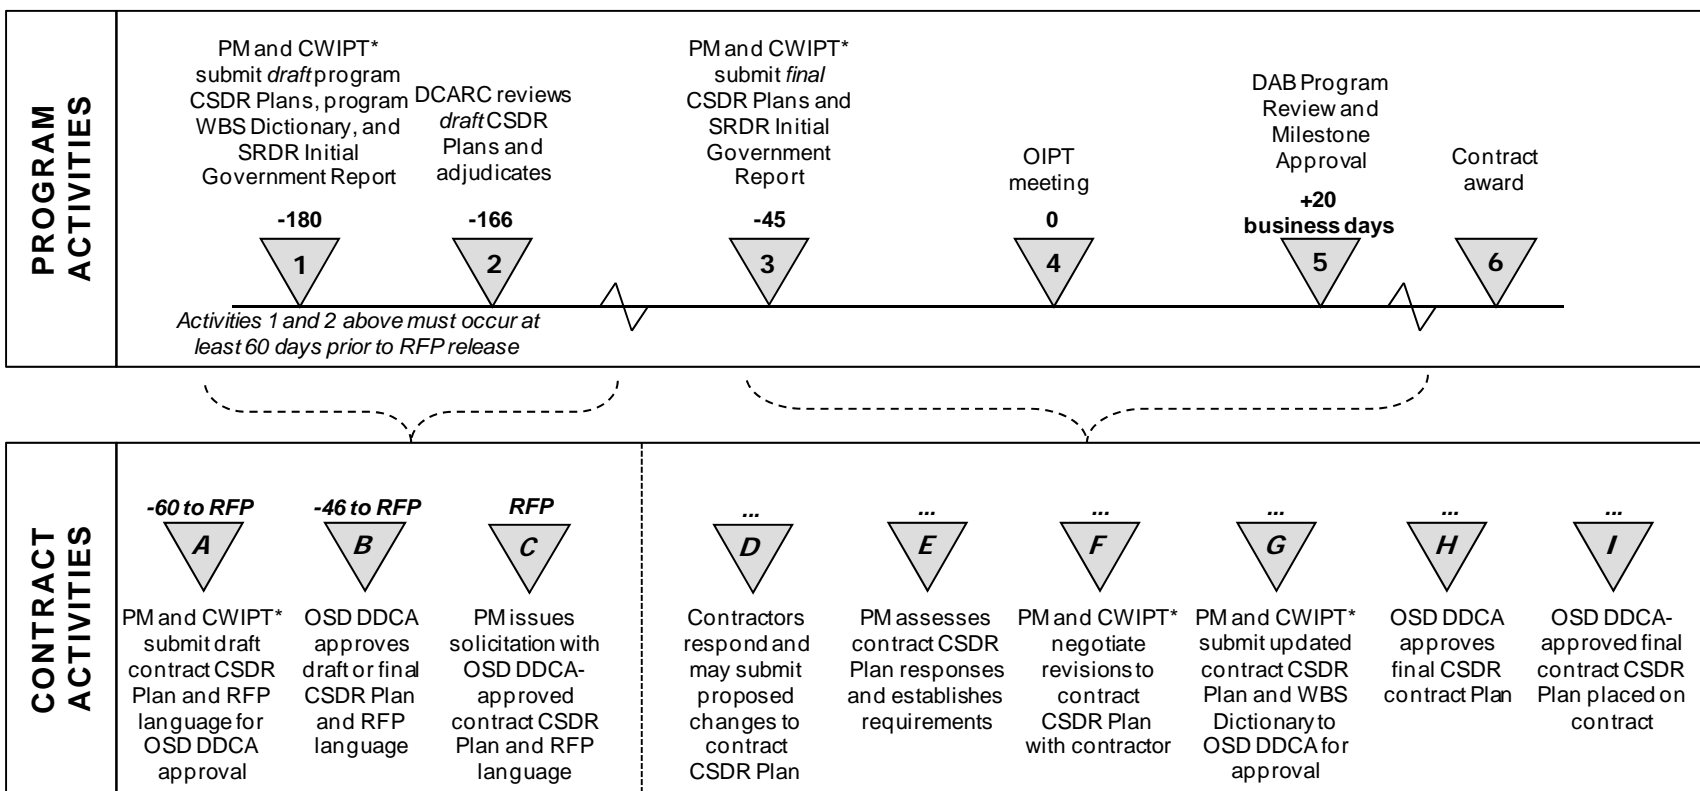 PROGRAM
ACTIVITIES
PM and CWIPT*
submit draft program
CSDR Plans, program
WBS Dictionary, and
SRDR Initial
Government Report
-180
1
DCARC reviews
draft CSDR
Plans and
adjudicates
-166
2
PM and CWIPT*
submit final
CSDR Plans and
SRDR Initial
Government
Report
-45
3
OIPT
meeting
0
4
DAB Program
Review and
Milestone
Approval
+20
business days
5
Contract
award
6
Activities 1 and 2 above must occur at
least 60 days prior to RFP release
CONTRACT
ACTIVITIES
-60 to RFP
A
PM and CWIPT*
submit draft
contract CSDR
Plan and RFP
language for
OSD DDCA
approval
-46 to RFP
B
OSD DDCA
approves
draft or final
CSDR Plan
and RFP
language
RFP
C
PM issues
solicitation with
OSD DDCA-
approved
contract CSDR
Plan and RFP
language
...
D
Contractors
respond and
may submit
proposed
changes to
contract
CSDR Plan
...
E
PM assesses
contract CSDR
Plan responses
and establishes
requirements
...
F
PM and CWIPT*
negotiate
revisions to
contract
CSDR Plan
with contractor
...
G
PM and CWIPT*
submit updated
contract CSDR
Plan and WBS
Dictionary to
OSD DDCA for
approval
...
H
OSD DDCA
approves
final CSDR
contract Plan
...
I
OSD DDCA-
approved final
contract CSDR
Plan placed on
contract